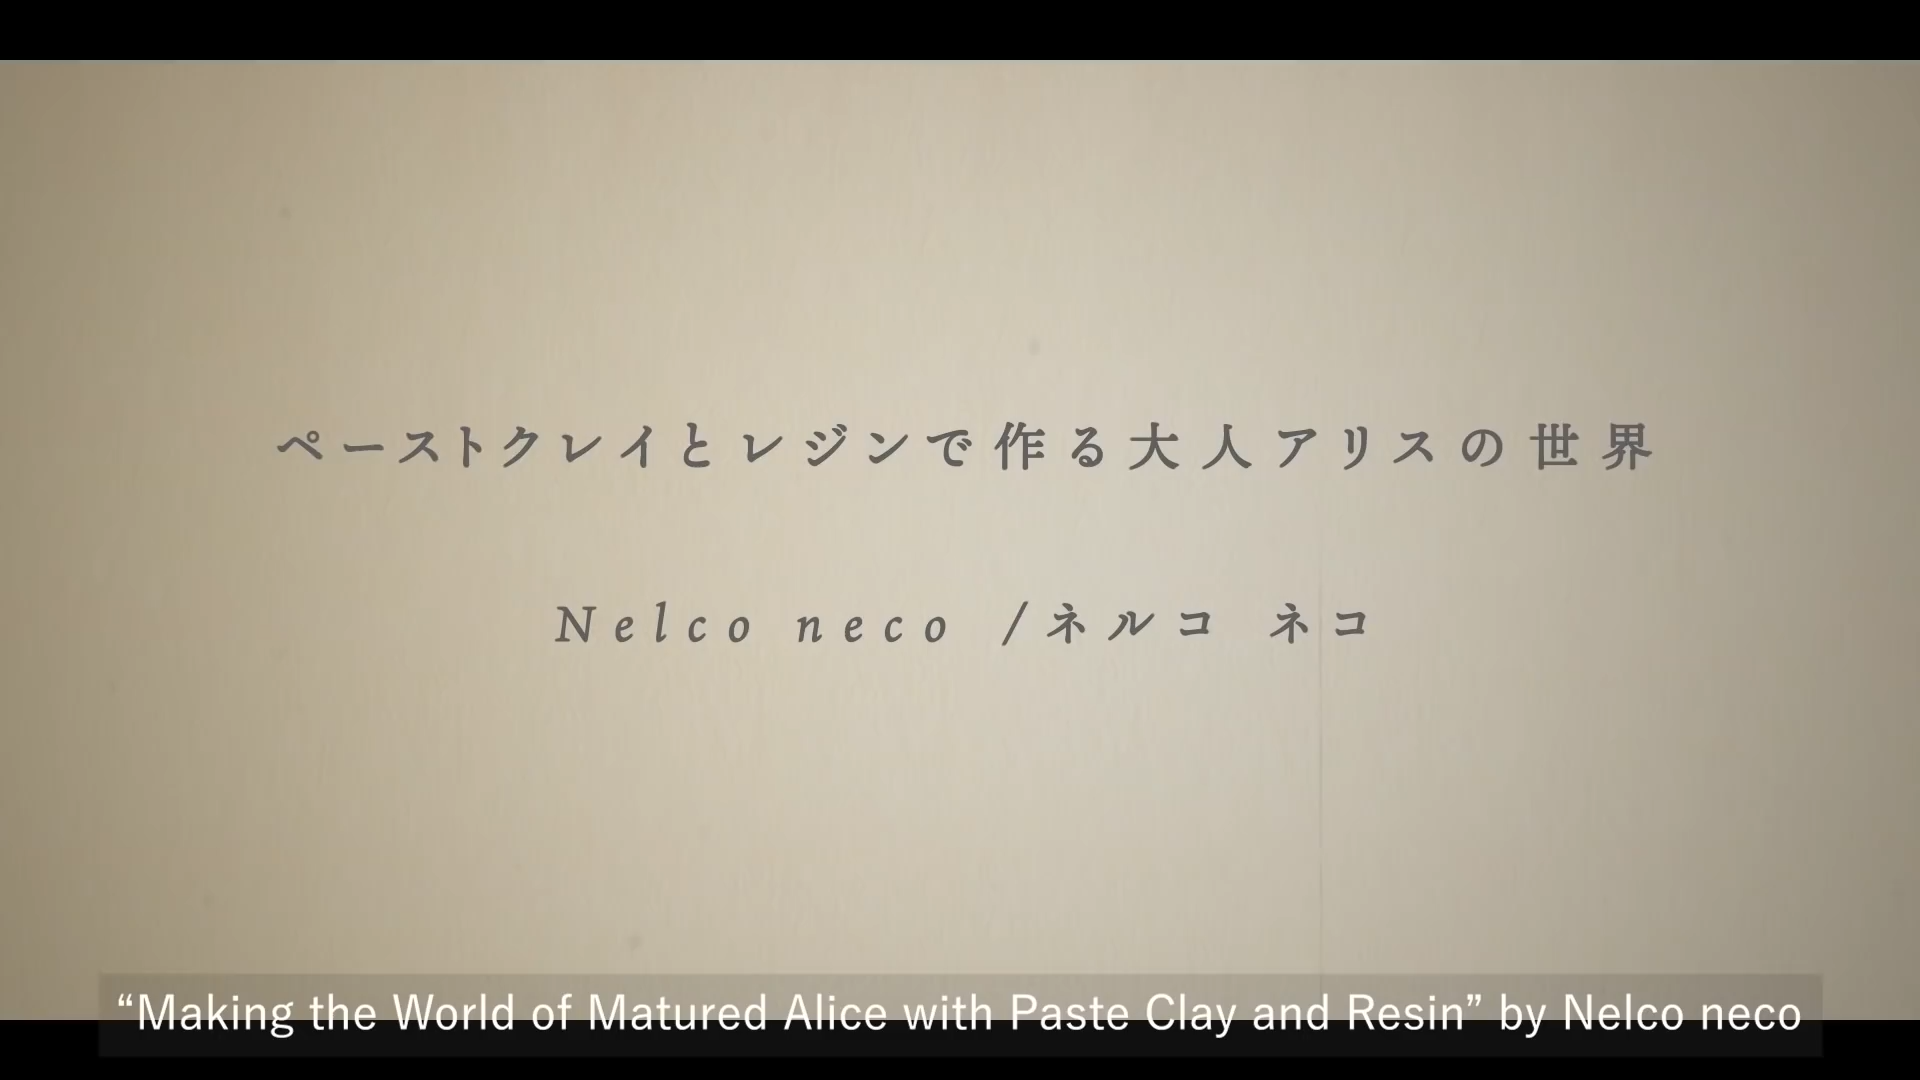 ペーストクレイとレジンで作る大人アリスの世界
Nelco neco /ネルコ ネコ
“Making the World of Matured Alice with Paste Clay and Resin” by Nelco neco